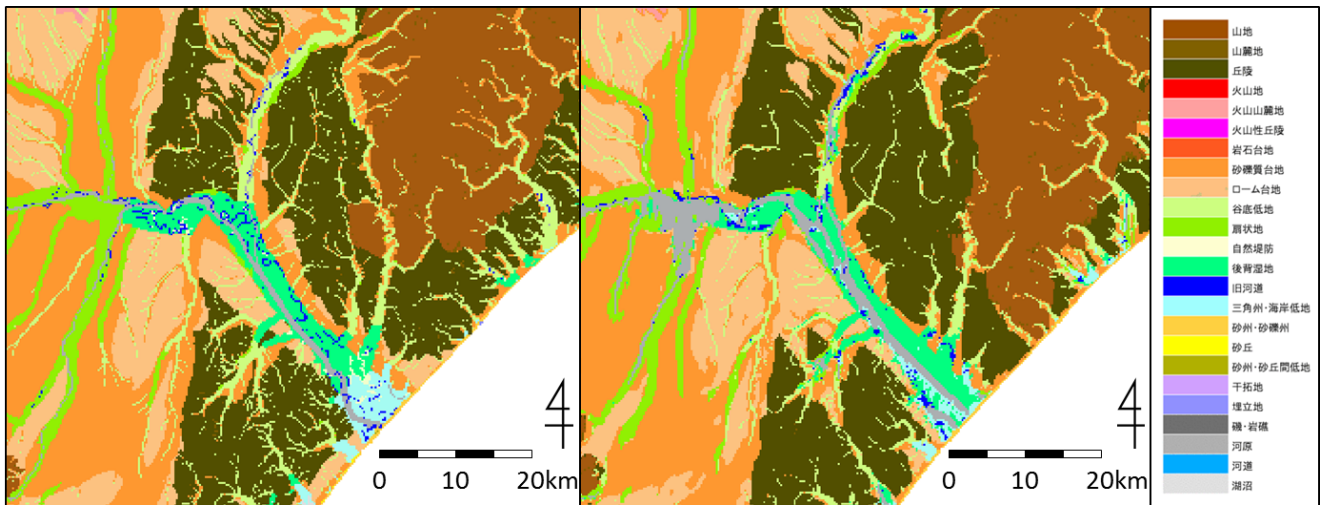 4
0 10 20km
4
0 10 20km
山地
山麓地
丘陵
火山地
火山山麓地
火山性丘陵
岩石台地
砂礫質台地
ローム台地
谷底低地
扇状地
自然堤防
後背湿地
旧河道
三角州・海岸低地
砂州・砂礫州
砂丘
砂州・砂丘間低地
干拓地
埋立地
磯・岩礁
河原
河道
湖沼